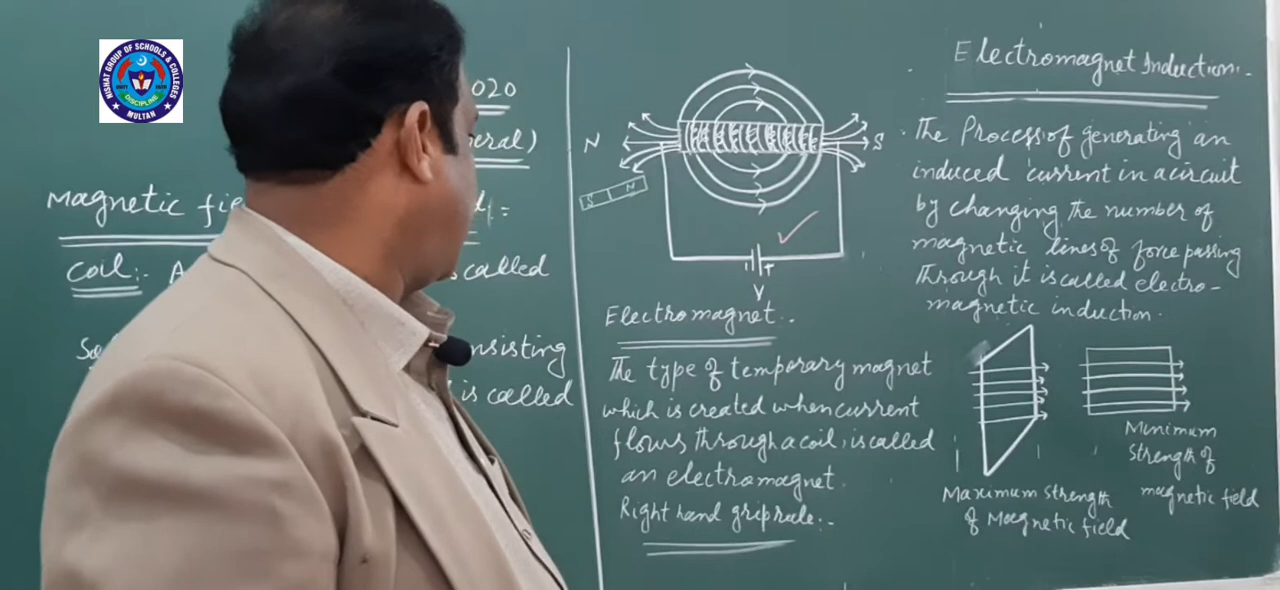 NISHAT GROUP OF SCHOOLS & COLLEGES
DISCIPLINE
MULTAN
020
eral)
Magnetic fie
coil:- A
is called
nsisting
is called
N
S
S N
+
V
Electromagnet.
The type of temporary magnet
which is created when current
flows through a coil, is called
an electromagnet.
Right hand grip rule:-
Electromagnet Induction:-
The Process of generating an
induced current in a circuit
by changing the number of
magnetic lines of force passing
through it is called electro-
magnetic induction.
Maximum strength
of Magnetic field
Minimum
strength of
magnetic field